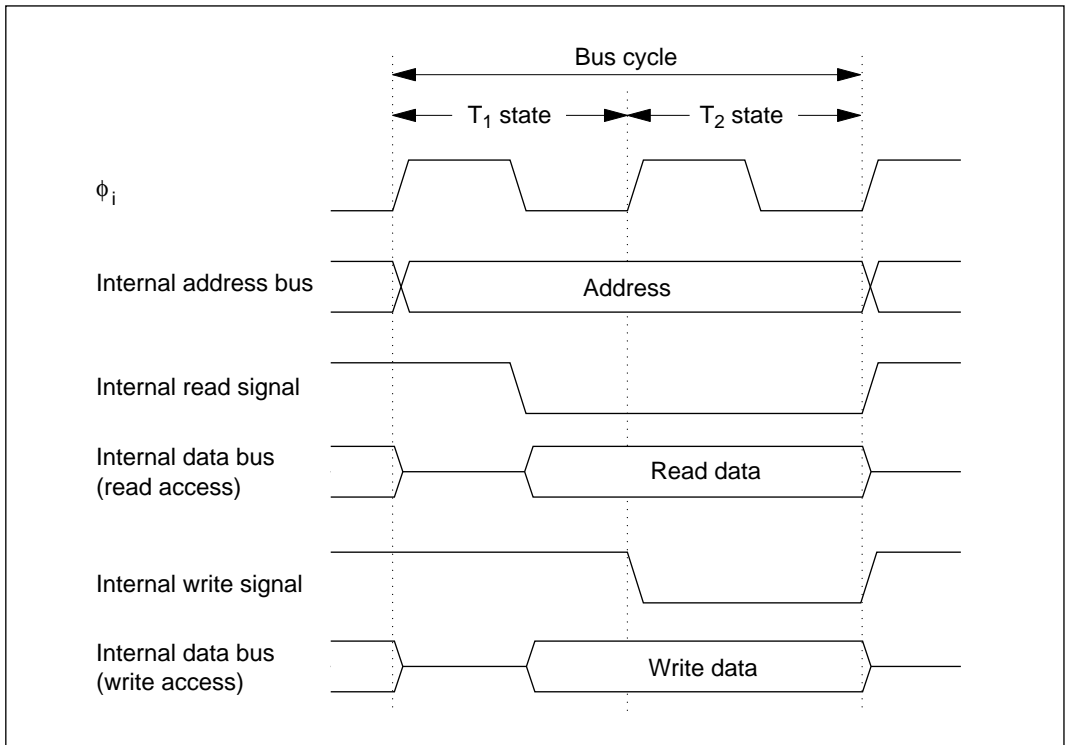 Bus cycle
T₁ state
T₂ state
ϕi
Internal address bus
Address
Internal read signal
Internal data bus
(read access)
Read data
Internal write signal
Internal data bus
(write access)
Write data